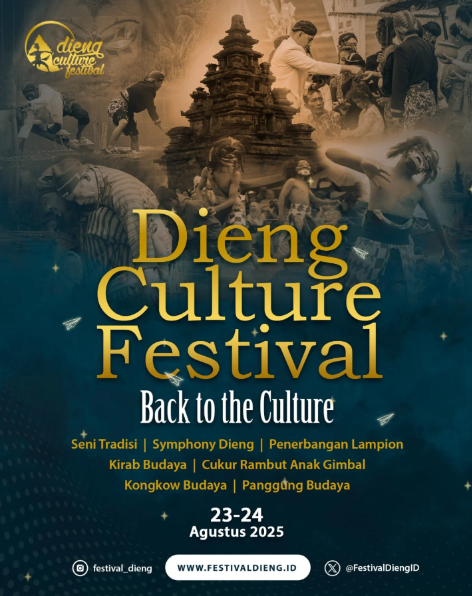 dieng
culture
festival
Dieng
Culture
Festival
Back to the Culture
Seni Tradisi | Symphony Dieng | Penerbangan Lampion
Kirab Budaya | Cukur Rambut Anak Gimbal
Kongkow Budaya | Panggung Budaya
23-24
Agustus 2025
festival_dieng
WWW.FESTIVALDIENG.ID
@FestivalDiengID